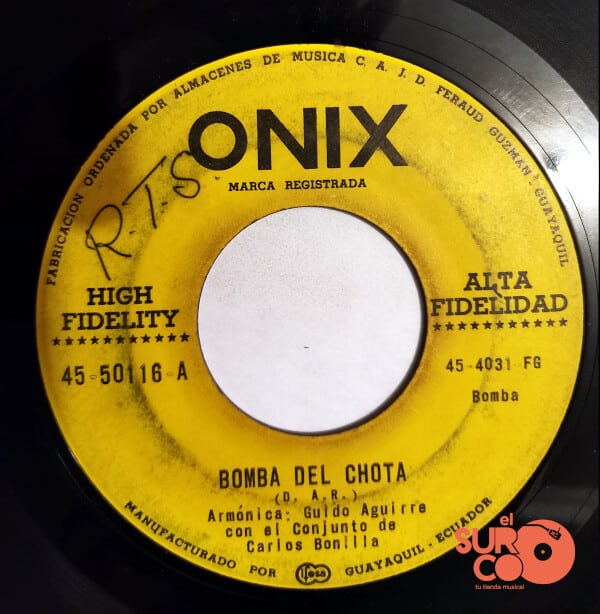 FABRICACION ORDENADA POR ALMACENES DE MUSICA C. A. J. D. FERAUD GUZMAN - GUAYAQUIL
ONIX
MARCA REGISTRADA
R.T.S
HIGH
FIDELITY
ALTA
FIDELIDAD
45-50116-A
45-4031 FG
Bomba
BOMBA DEL CHOTA
(D. A.R.)
Armónica: Guido Aguirre
con el Conjunto de
Carlos Bonilla
MANUFACTURADO POR ifesa GUAYAQUIL - ECUADOR
el
SURCO
tu tienda musical